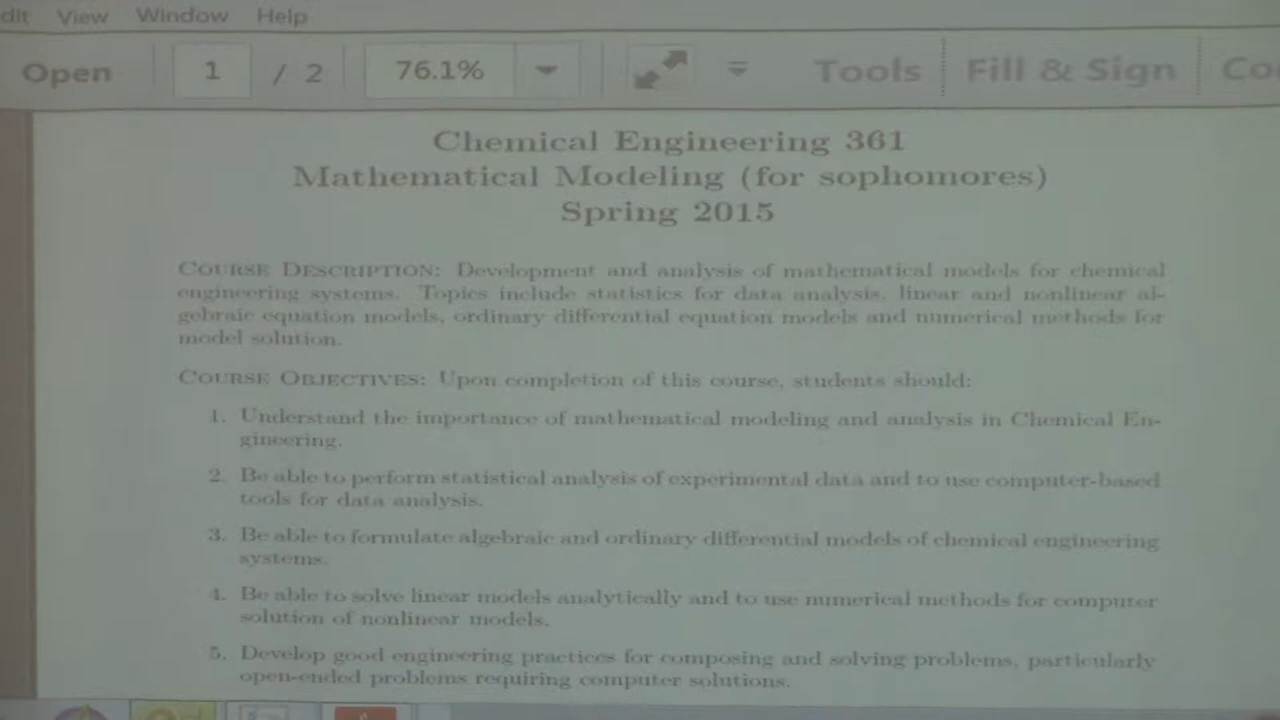 dit View Window Help
Open 1 / 2 76.1% Tools Fill & Sign Co
Chemical Engineering 361
Mathematical Modeling (for sophomores)
Spring 2015
COURSE DESCRIPTION: Development and analysis of mathematical models for chemical
engineering systems. Topics include statistics for data analysis, linear and nonlinear al-
gebraic equation models, ordinary differential equation models and numerical methods for
model solution.
COURSE OBJECTIVES: Upon completion of this course, students should:
1. Understand the importance of mathematical modeling and analysis in Chemical En-
gineering.
2. Be able to perform statistical analysis of experimental data and to use computer-based
tools for data analysis.
3. Be able to formulate algebraic and ordinary differential models of chemical engineering
systems.
4. Be able to solve linear models analytically and to use numerical methods for computer
solution of nonlinear models.
5. Develop good engineering practices for composing and solving problems, particularly
open-ended problems requiring computer solutions.